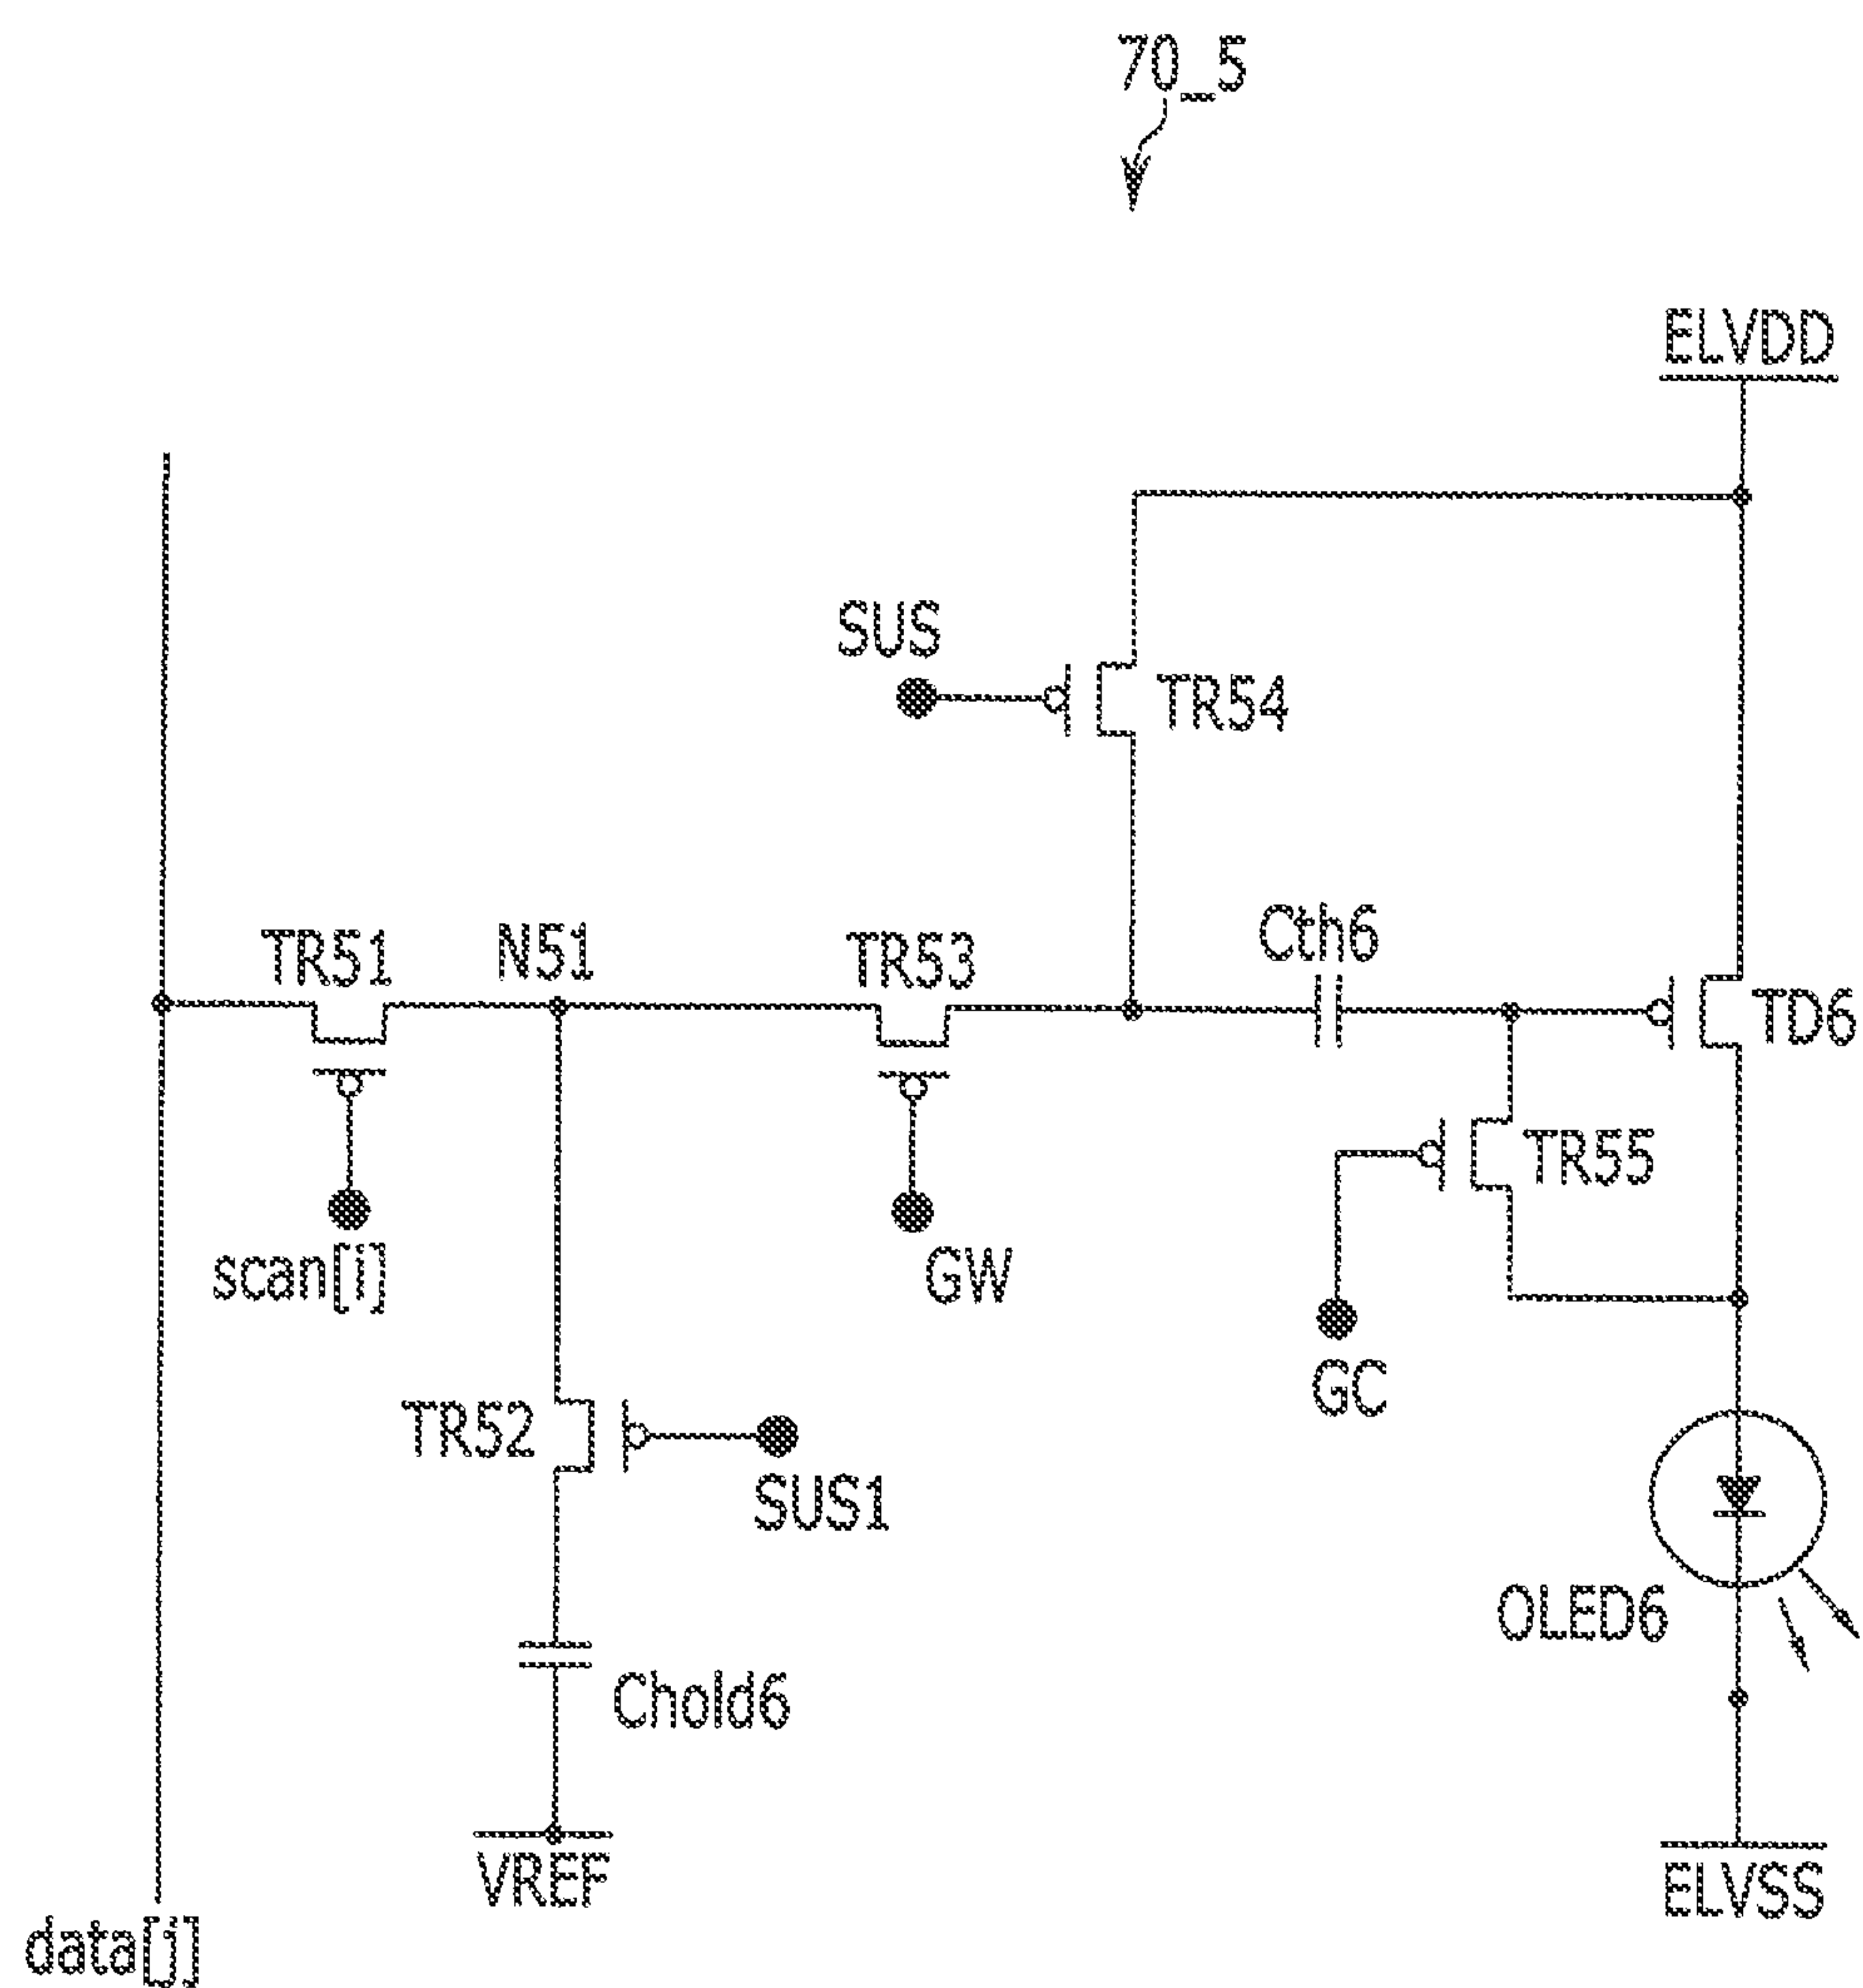 70_5
ELVDD
SUS
TR54
TR51
N51
TR53
Cth6
TD6
TR55
scan[i]
GW
GC
TR52
SUS1
OLED6
Chold6
VREF
ELVSS
data[j]